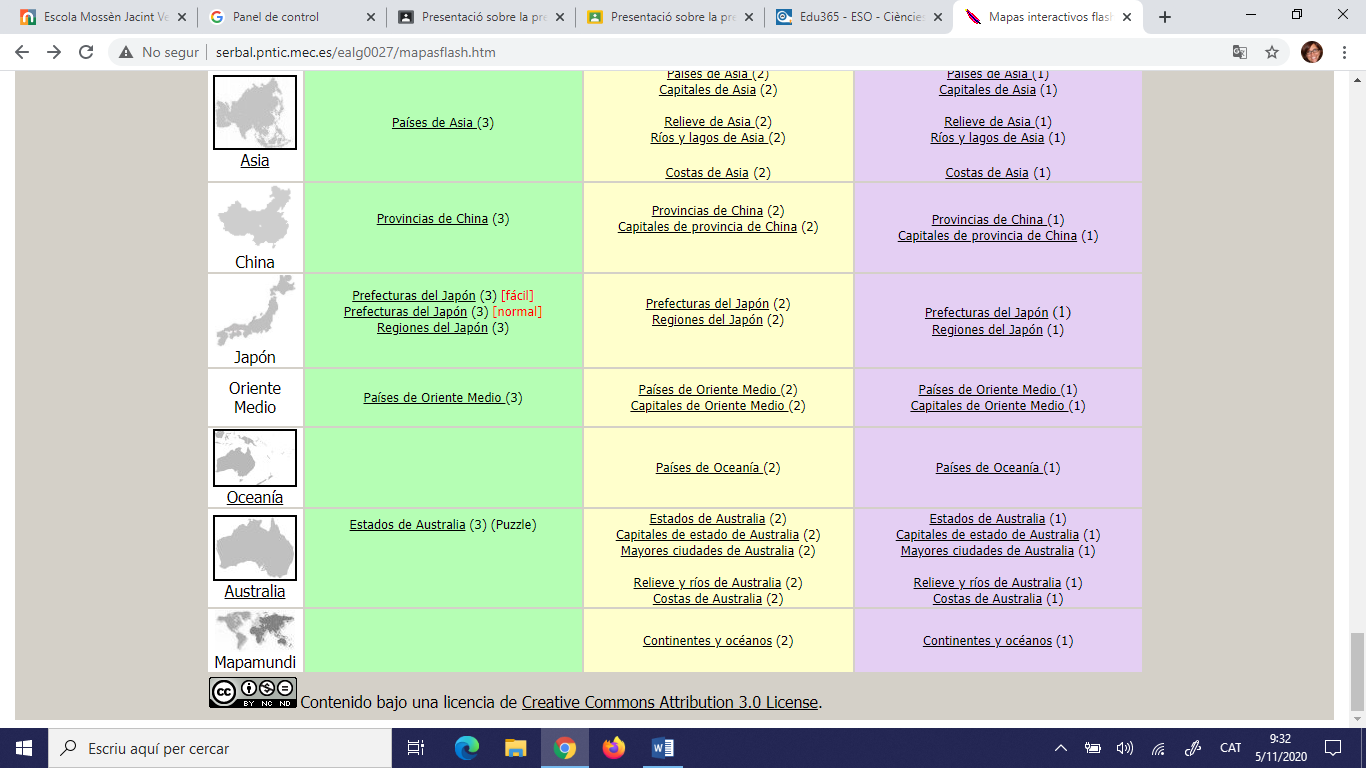 Escola Mossèn Jacint Ve
Panel de control
Presentació sobre la pre
Presentació sobre la pre
Edu365 - ESO - Ciències
Mapas interactivos flash
No segur | serbal.pntic.mec.es/ealg0027/mapasflash.htm
Asia
Países de Asia (3)
Países de Asia (2)
Capitales de Asia (2)
Relieve de Asia (2)
Ríos y lagos de Asia (2)
Costas de Asia (2)
Países de Asia (1)
Capitales de Asia (1)
Relieve de Asia (1)
Ríos y lagos de Asia (1)
Costas de Asia (1)
China
Provincias de China (3)
Provincias de China (2)
Capitales de provincia de China (2)
Provincias de China (1)
Capitales de provincia de China (1)
Japón
Prefecturas del Japón (3) [fácil]
Prefecturas del Japón (3) [normal]
Regiones del Japón (3)
Prefecturas del Japón (2)
Regiones del Japón (2)
Prefecturas del Japón (1)
Regiones del Japón (1)
Oriente
Medio
Países de Oriente Medio (3)
Países de Oriente Medio (2)
Capitales de Oriente Medio (2)
Países de Oriente Medio (1)
Capitales de Oriente Medio (1)
Oceanía
Países de Oceanía (2)
Países de Oceanía (1)
Australia
Estados de Australia (3) (Puzzle)
Estados de Australia (2)
Capitales de estado de Australia (2)
Mayores ciudades de Australia (2)
Relieve y ríos de Australia (2)
Costas de Australia (2)
Estados de Australia (1)
Capitales de estado de Australia (1)
Mayores ciudades de Australia (1)
Relieve y ríos de Australia (1)
Costas de Australia (1)
Mapamundi
Continentes y océanos (2)
Continentes y océanos (1)
cc BY NC ND
Contenido bajo una licencia de Creative Commons Attribution 3.0 License.
Escriu aquí per cercar
CAT
9:32
5/11/2020